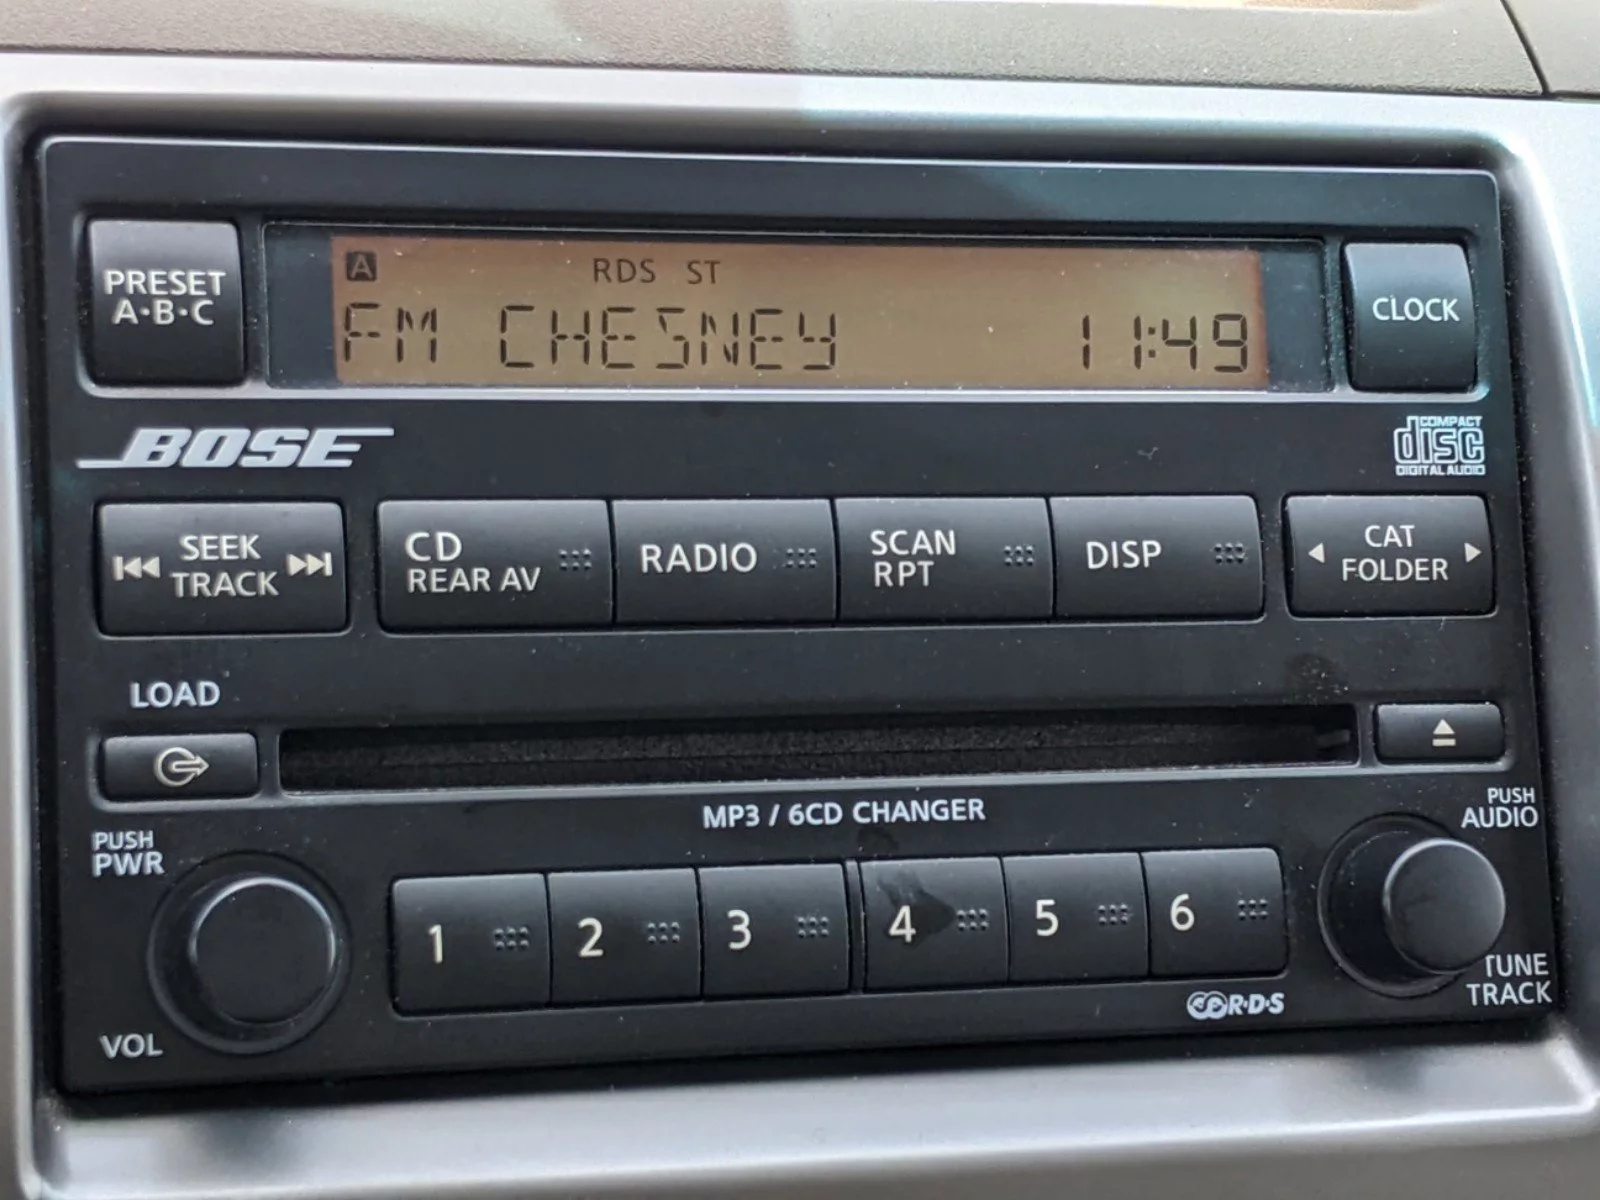 PRESET
A·B·C
A RDS ST
FM CHESNEY 11:49
CLOCK
BOSE
COMPACT
disc
DIGITAL AUDIO
SEEK
TRACK
CD
REAR AV
RADIO
SCAN
RPT
DISP
CAT
FOLDER
LOAD
MP3 / 6CD CHANGER
PUSH
PWR
VOL
1 2 3 4 5 6
R·D·S
PUSH
AUDIO
TUNE
TRACK